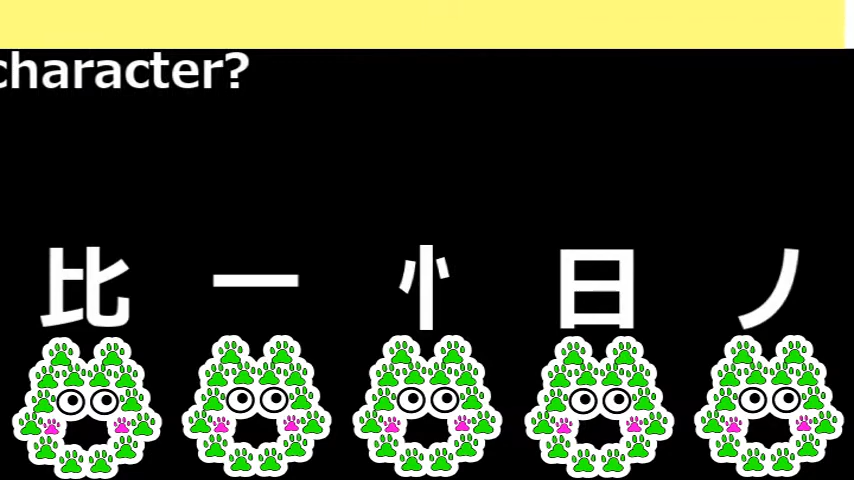 character?
比 一 忄 日 ノ